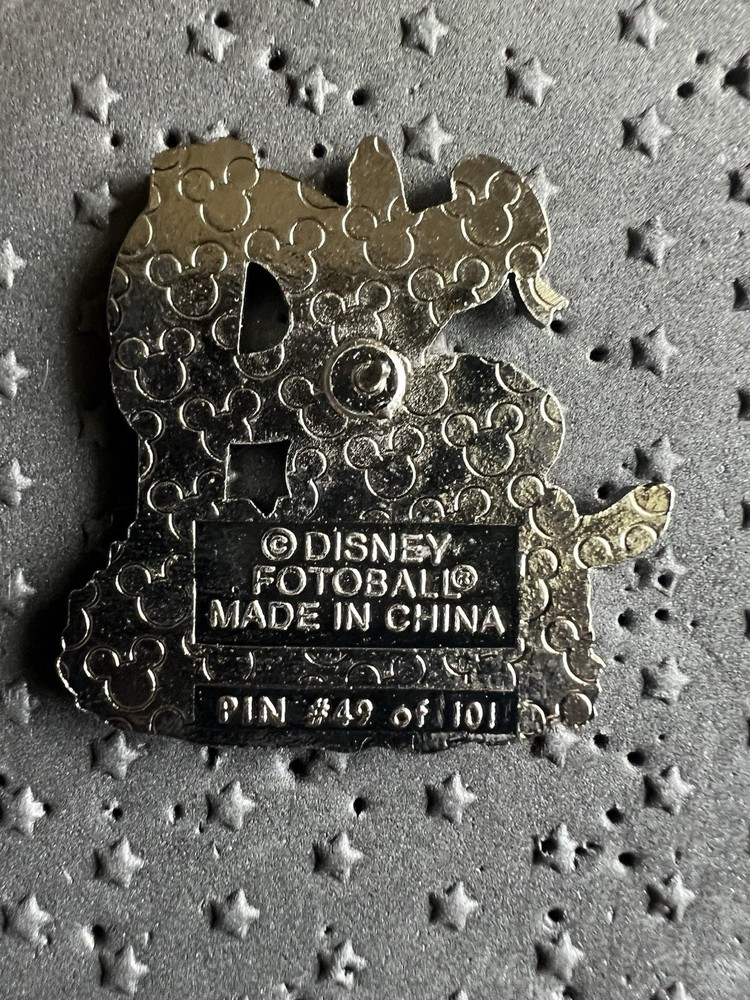 © DISNEY
FOTOBALL®
MADE IN CHINA
PIN #49 of 101